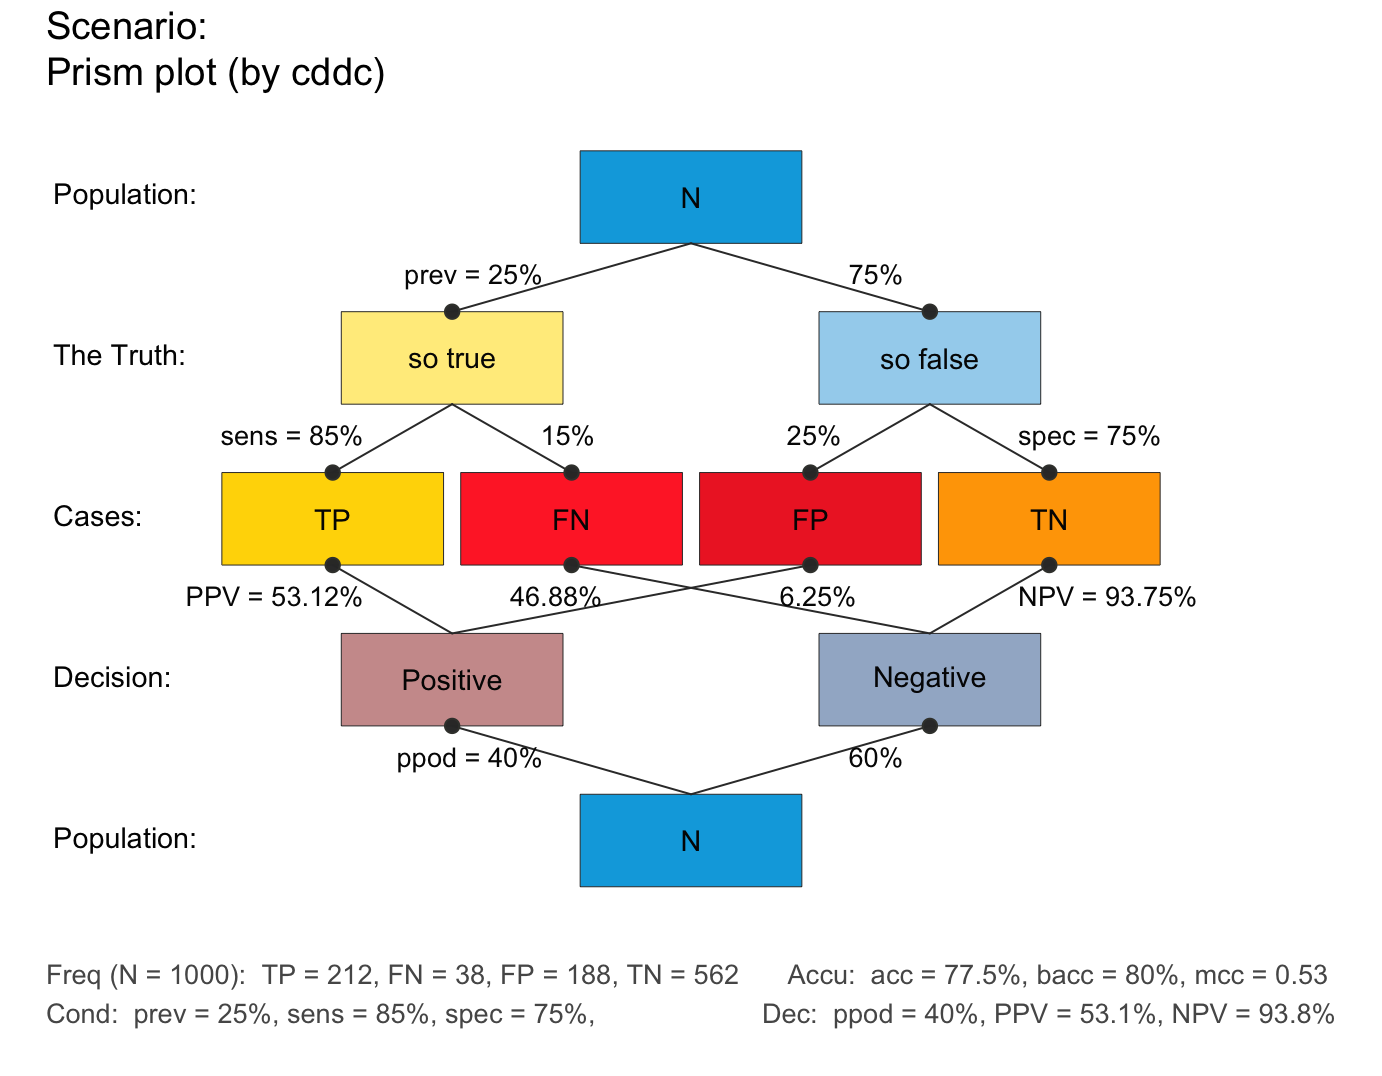 Scenario:
Prism plot (by cddc)
Population:
N
prev = 25%
75%
The Truth:
so true
so false
sens = 85%
15%
25%
spec = 75%
Cases:
TP
FN
FP
TN
PPV = 53.12%
46.88%
6.25%
NPV = 93.75%
Decision:
Positive
Negative
ppod = 40%
60%
Population:
N
Freq (N = 1000):  TP = 212, FN = 38, FP = 188, TN = 562
Accu:  acc = 77.5%, bacc = 80%, mcc = 0.53
Cond:  prev = 25%, sens = 85%, spec = 75%,
Dec:  ppod = 40%, PPV = 53.1%, NPV = 93.8%